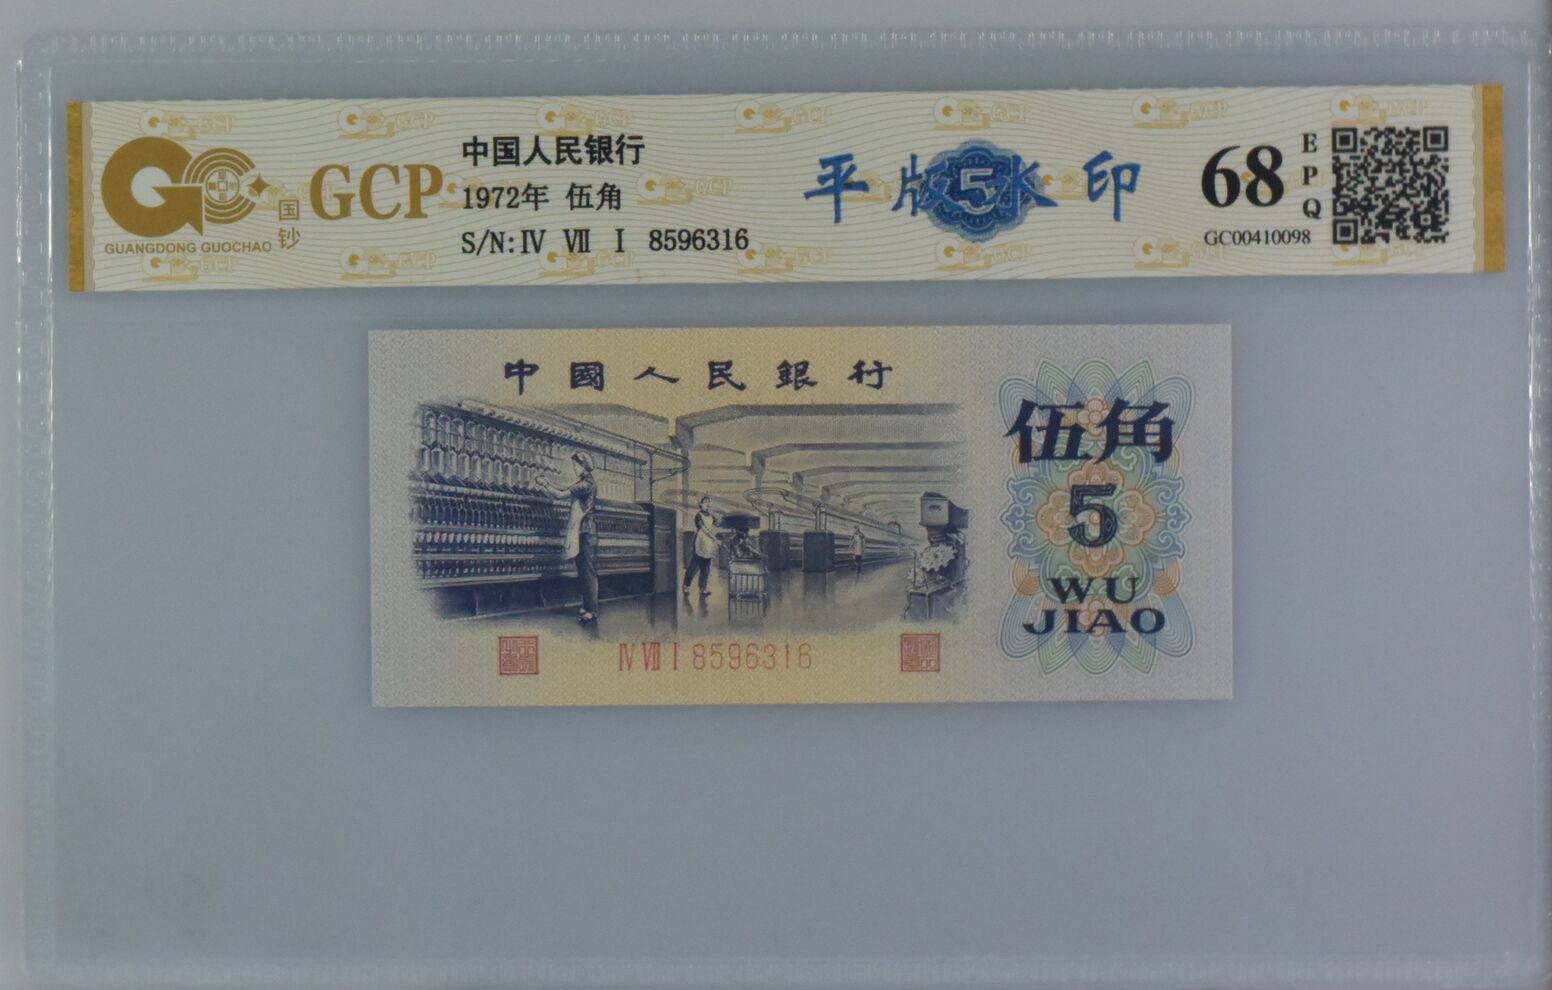 GCP
GUANGDONG GUOCHAO
国钞
中国人民银行
1972年 伍角
S/N:Ⅳ Ⅶ Ⅰ 8596316
平版5水印
68
EPQ
GC00410098
中國人民銀行
伍角
5
WU
JIAO
Ⅳ Ⅶ Ⅰ 8596316